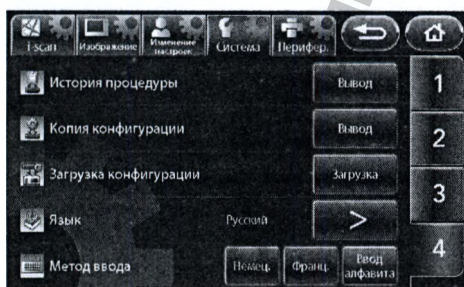 i-scan Изображение Изменение настроек Система Перифер.
История процедуры Вывод 1
Копия конфигурации Вывод 2
Загрузка конфигурации Загрузка 3
Язык Русский > 4
Метод ввода Немец. Франц. Ввод алфавита